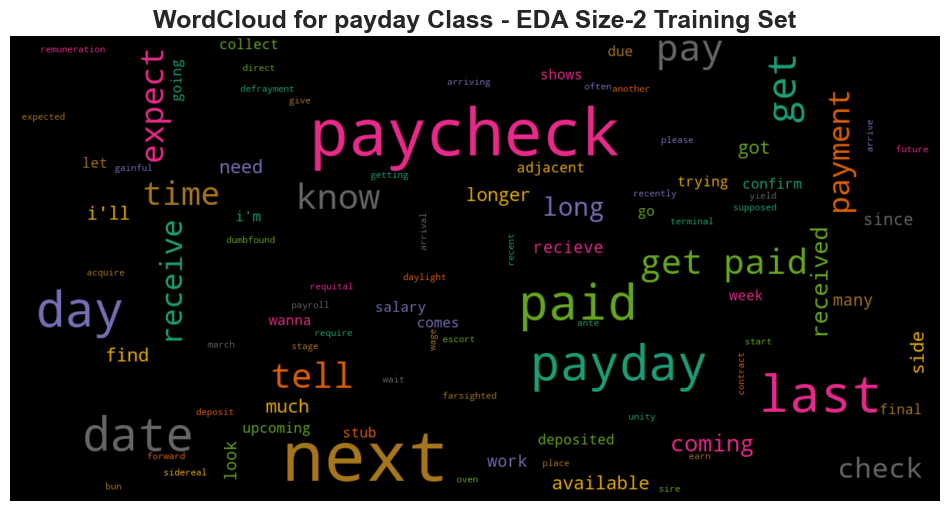 WordCloud for payday Class - EDA Size-2 Training Set
remuneration
collect
due
pay
expect
going
direct
shows
get
defrayment
arriving
often
another
give
payment
expected
paycheck
arrive
please
got
future
let
gainful
need
adjacent
getting
trying
confirm
time
know
longer
recently
yield
i'll
i'm
long
go
supposed
since
terminal
receive
dumbfound
arrival
recent
recieve
received
get paid
acquire
daylight
requital
day
payroll
salary
paid
week
many
wanna
comes
ante
require
wage
escort
march
stage
start
find
side
tell
wait
payday
contract
last
farsighted
much
deposit
unity
final
date
upcoming
stub
deposited
coming
look
next
forward
work
place
earn
check
sidereal
oven
available
bun
sire